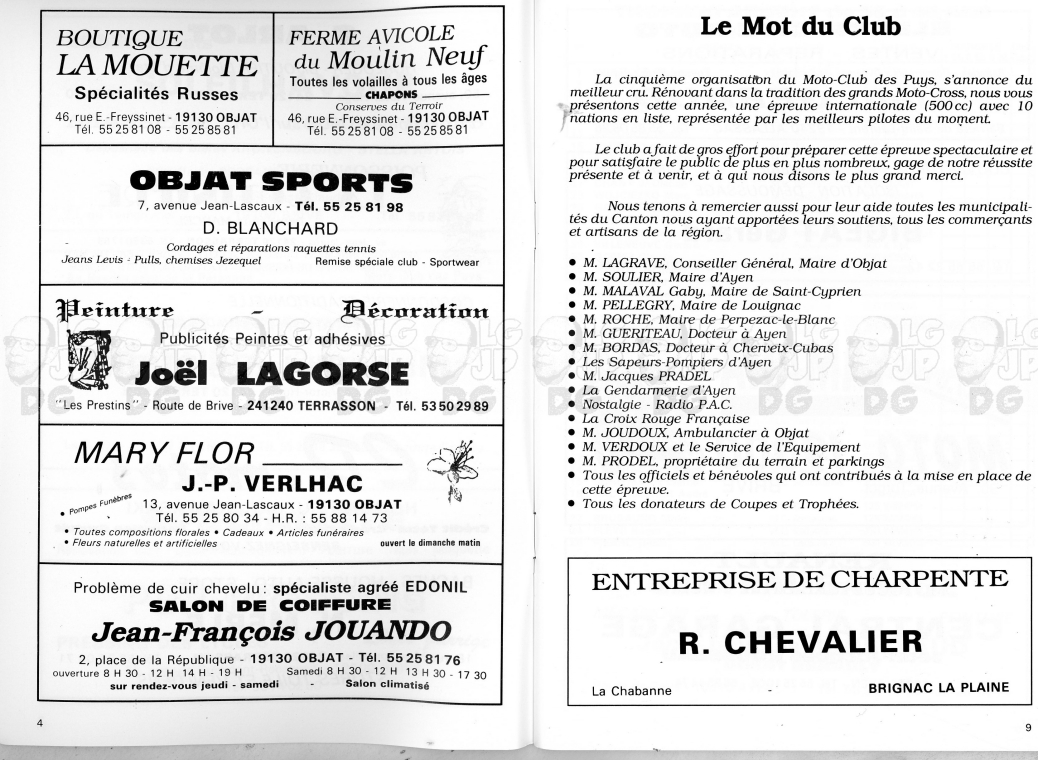 BOUTIQUE
LA MOUETTE
Spécialités Russes
46, rue E.-Freyssinet - 19130 OBJAT
Tél. 55 25 81 08 - 55 25 85 81
FERME AVICOLE
du Moulin Neuf
Toutes les volailles à tous les âges
CHAPONS
Conserves du Terroir
46, rue E.-Freyssinet - 19130 OBJAT
Tél. 55 25 81 08 - 55 25 85 81
OBJAT SPORTS
7, avenue Jean-Lascaux - Tél. 55 25 81 98
D. BLANCHARD
Cordages et réparations raquettes tennis
Jeans Levis - Pulls, chemises Jezequel Remise spéciale club - Sportwear
Peinture - Décoration
Publicités Peintes et adhésives
Joël LAGORSE
"Les Prestins" - Route de Brive - 241240 TERRASSON - Tél. 53 50 29 89
MARY FLOR
J.-P. VERLHAC
• Pompes Funèbres
13, avenue Jean-Lascaux - 19130 OBJAT
Tél. 55 25 80 34 - H.R. : 55 88 14 73
• Toutes compositions florales • Cadeaux • Articles funéraires
• Fleurs naturelles et artificielles ouvert le dimanche matin
Problème de cuir chevelu : spécialiste agréé EDONIL
SALON DE COIFFURE
Jean-François JOUANDO
2, place de la République - 19130 OBJAT - Tél. 55 25 81 76
ouverture 8 H 30 - 12 H 14 H - 19 H Samedi 8 H 30 - 12 H 13 H 30 - 17 30
sur rendez-vous jeudi - samedi - Salon climatisé
4
Le Mot du Club
La cinquième organisation du Moto-Club des Puys, s'annonce du
meilleur cru. Rénovant dans la tradition des grands Moto-Cross, nous vous
présentons cette année, une épreuve internationale (500 cc) avec 10
nations en liste, représentée par les meilleurs pilotes du moment.
Le club a fait de gros effort pour préparer cette épreuve spectaculaire et
pour satisfaire le public de plus en plus nombreux, gage de notre réussite
présente et à venir, et à qui nous disons le plus grand merci.
Nous tenons à remercier aussi pour leur aide toutes les municipali-
tés du Canton nous ayant apportées leurs soutiens, tous les commerçants
et artisans de la région.
• M. LAGRAVE, Conseiller Général, Maire d'Objat
• M. SOULIER, Maire d'Ayen
• M. MALAVAL Gaby, Maire de Saint-Cyprien
• M. PELLEGRY, Maire de Louignac
• M. ROCHE, Maire de Perpezac-le-Blanc
• M. GUERITEAU, Docteur à Ayen
• M. BORDAS, Docteur à Cherveix-Cubas
• Les Sapeurs-Pompiers d'Ayen
• M. Jacques PRADEL
• La Gendarmerie d'Ayen
• Nostalgie - Radio P.A.C.
• La Croix Rouge Française
• M. JOUDOUX, Ambulancier à Objat
• M. VERDOUX et le Service de l'Equipement
• M. PRODEL, propriétaire du terrain et parkings
• Tous les officiels et bénévoles qui ont contribués à la mise en place de
cette épreuve.
• Tous les donateurs de Coupes et Trophées.
ENTREPRISE DE CHARPENTE
R. CHEVALIER
La Chabanne - BRIGNAC LA PLAINE
9